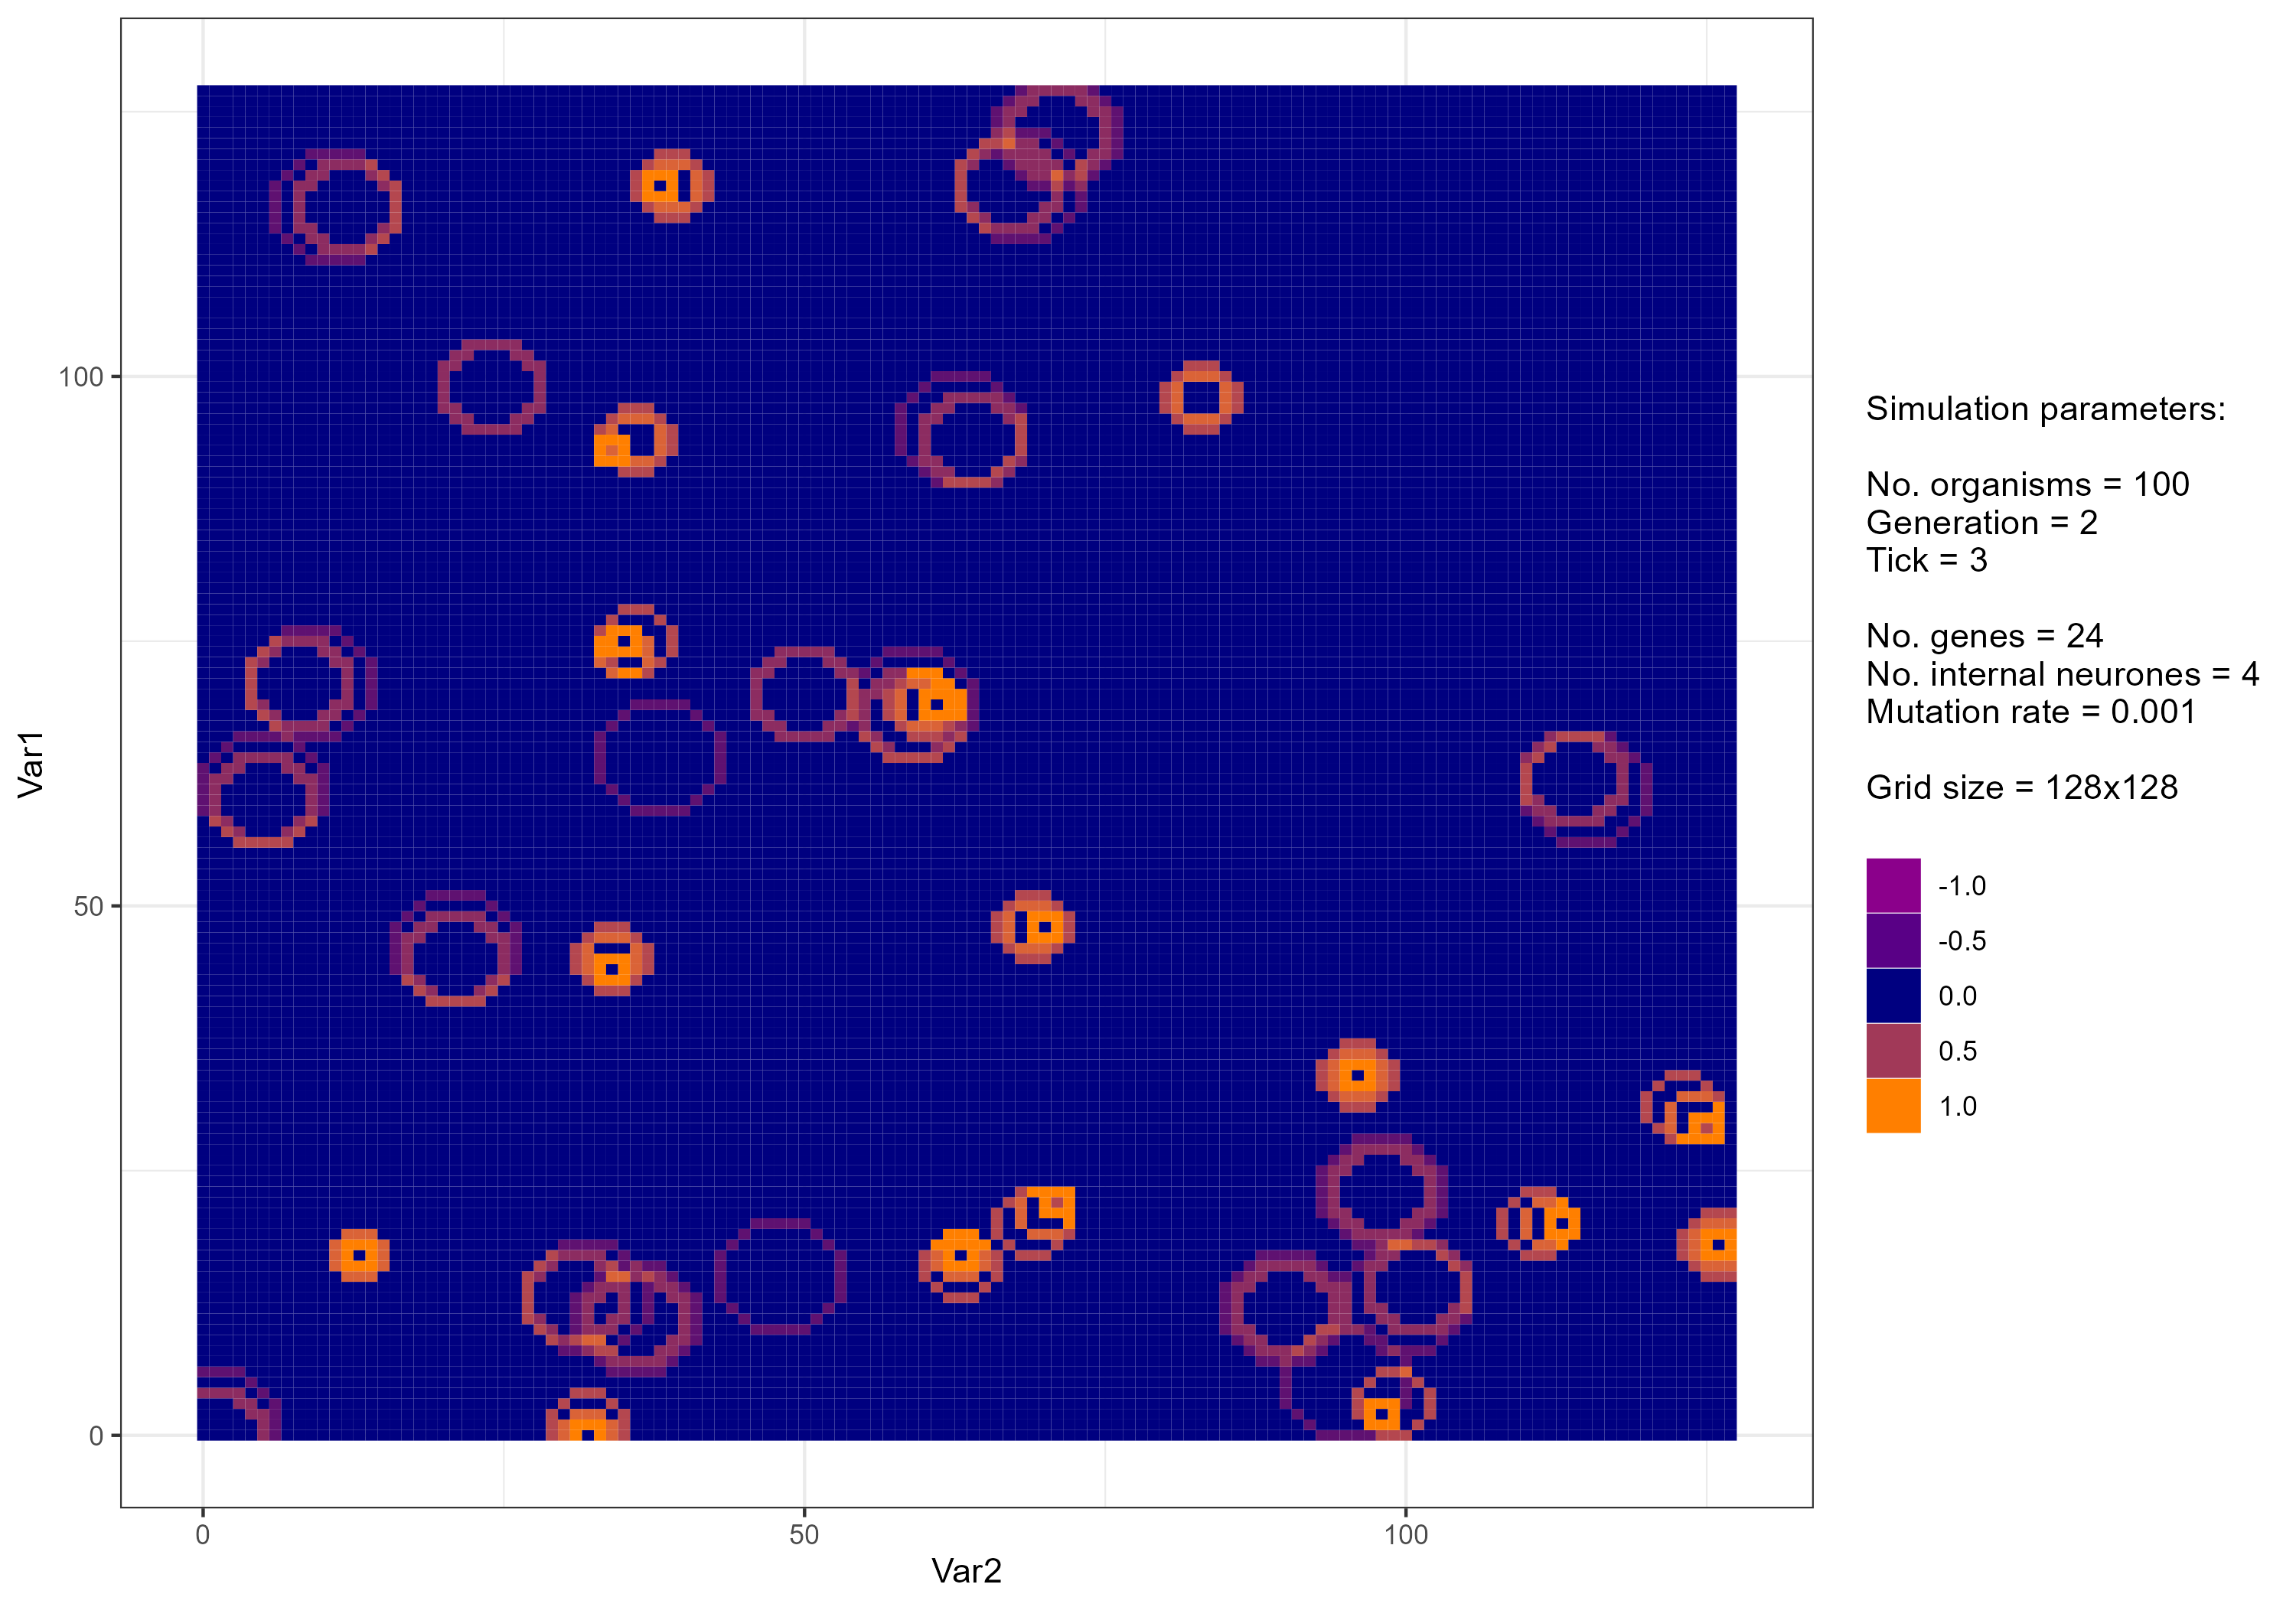 Var1
100
50
0
0
50
100
Var2
Simulation parameters:
No. organisms = 100
Generation = 2
Tick = 3
No. genes = 24
No. internal neurones = 4
Mutation rate = 0.001
Grid size = 128x128
-1.0
-0.5
0.0
0.5
1.0